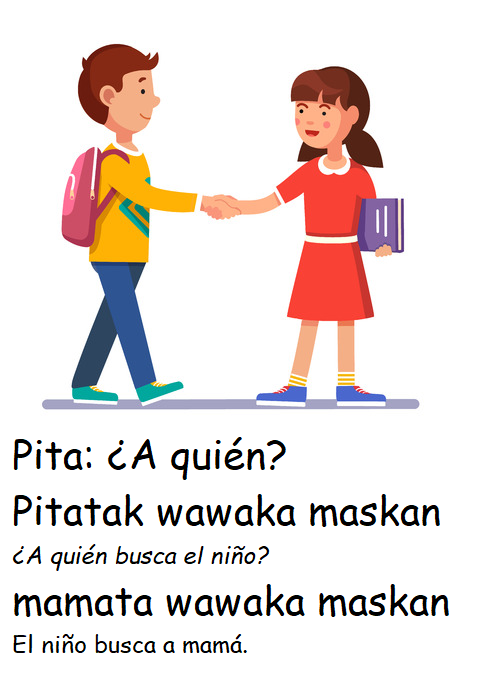 Pita: ¿A quién?
Pitatak wawaka maskan
¿A quién busca el niño?
mamata wawaka maskan
El niño busca a mamá.